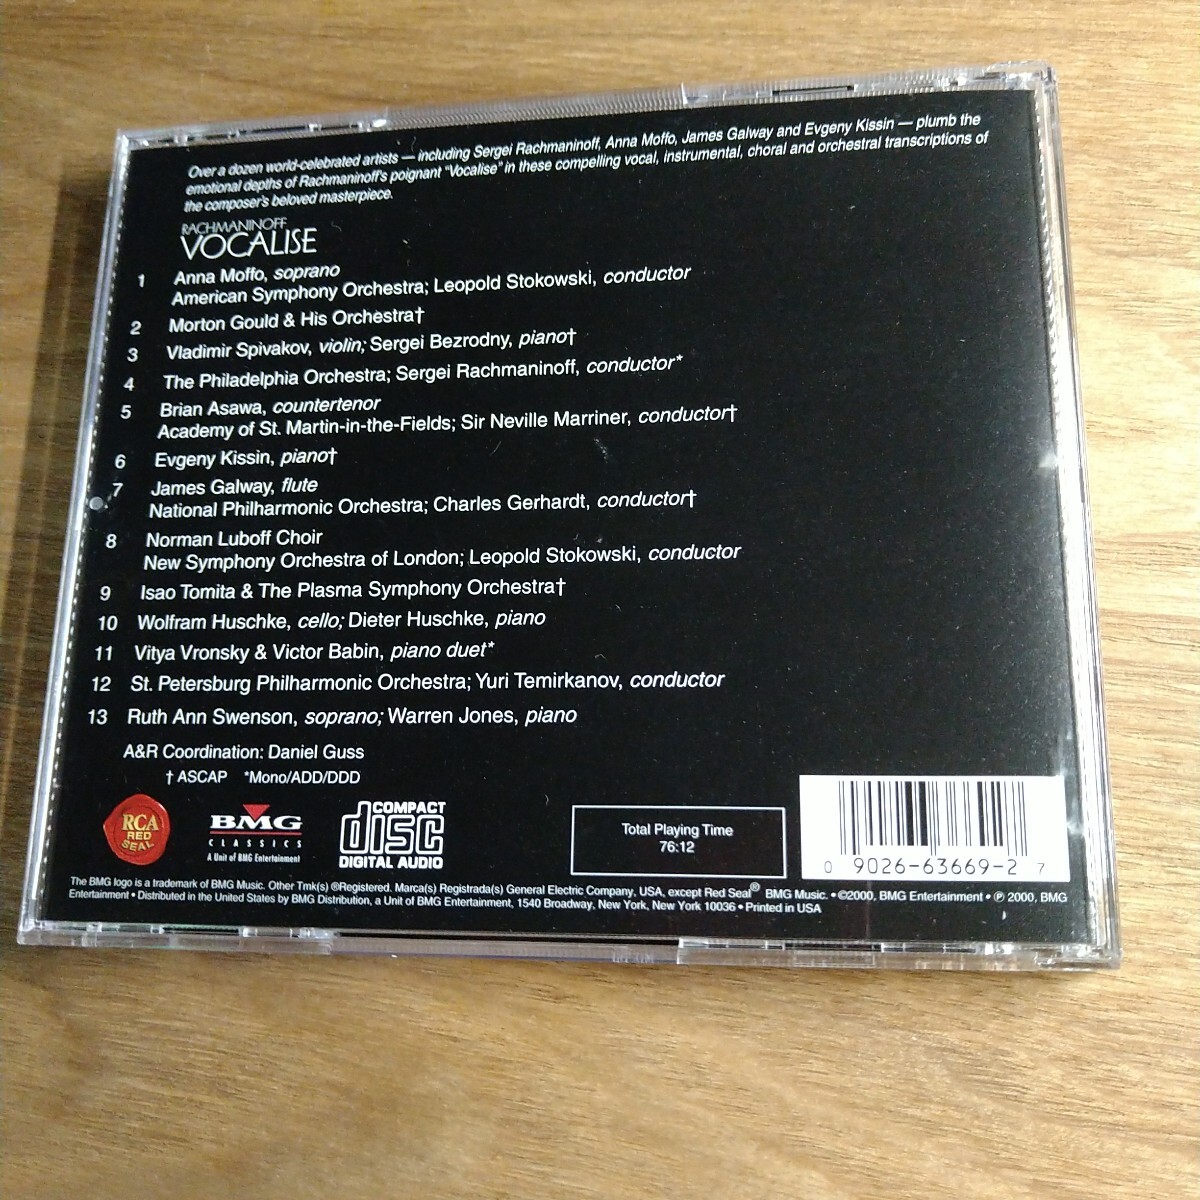 Over a dozen world-celebrated artists — including Sergei Rachmaninoff, Anna Moffo, James Galway and Evgeny Kissin — plumb the
emotional depths of Rachmaninoff's poignant "Vocalise" in these compelling vocal, instrumental, choral and orchestral transcriptions of
the composer's beloved masterpiece.
RACHMANINOFF
VOCALISE
1 Anna Moffo, soprano
American Symphony Orchestra; Leopold Stokowski, conductor
2 Morton Gould & His Orchestra†
3 Vladimir Spivakov, violin; Sergei Bezrodny, piano†
4 The Philadelphia Orchestra; Sergei Rachmaninoff, conductor*
5 Brian Asawa, countertenor
Academy of St. Martin-in-the-Fields; Sir Neville Marriner, conductor†
6 Evgeny Kissin, piano†
7 James Galway, flute
National Philharmonic Orchestra; Charles Gerhardt, conductor†
8 Norman Luboff Choir
New Symphony Orchestra of London; Leopold Stokowski, conductor
9 Isao Tomita & The Plasma Symphony Orchestra†
10 Wolfram Huschke, cello; Dieter Huschke, piano
11 Vitya Vronsky & Victor Babin, piano duet*
12 St. Petersburg Philharmonic Orchestra; Yuri Temirkanov, conductor
13 Ruth Ann Swenson, soprano; Warren Jones, piano
A&R Coordination: Daniel Guss
† ASCAP *Mono/ADD/DDD
RCA
RED
SEAL
BMG
CLASSICS
A Unit of BMG Entertainment
COMPACT
disc
DIGITAL AUDIO
Total Playing Time
76:12
0 9026-63669-2 7
The BMG logo is a trademark of BMG Music. Other Tmk(s) ®Registered. Marca(s) Registrada(s) General Electric Company, USA, except Red Seal® BMG Music. • ©2000, BMG Entertainment • ℗ 2000, BMG
Entertainment • Distributed in the United States by BMG Distribution, a Unit of BMG Entertainment, 1540 Broadway, New York, New York 10036 • Printed in USA